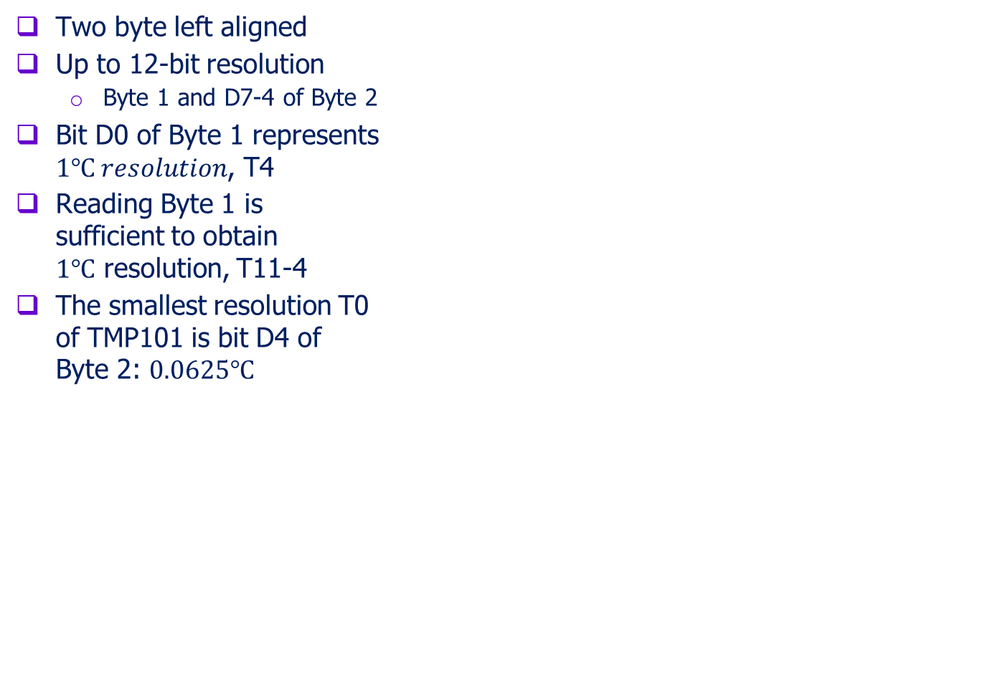 ❑ Two byte left aligned
❑ Up to 12-bit resolution
○ Byte 1 and D7-4 of Byte 2
❑ Bit D0 of Byte 1 represents
1℃ resolution, T4
❑ Reading Byte 1 is
sufficient to obtain
1℃ resolution, T11-4
❑ The smallest resolution T0
of TMP101 is bit D4 of
Byte 2: 0.0625℃